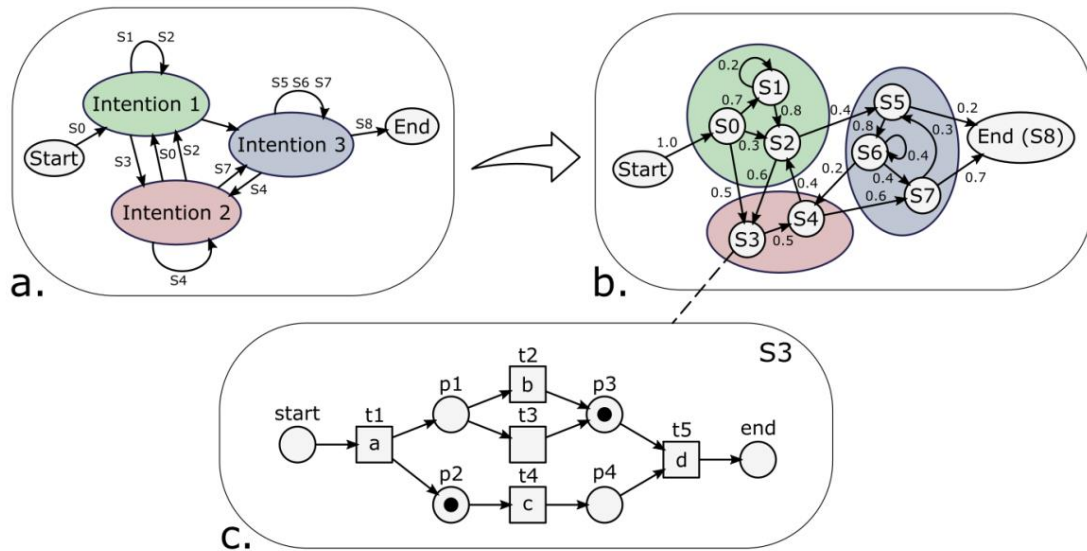 S1 S2
S5 S6 S7
Intention 1
S0
S8
End
Start
Intention 3
S3
S0
S2
S7
S4
Intention 2
S4
a.
0.2
S1
0.7
0.8
0.4
S5
0.2
1.0
S0
0.3
S2
0.8
0.3
End (S8)
Start
S6
0.4
0.6
0.2
0.4
0.7
0.5
0.4
S7
S4
0.6
S3
0.5
b.
S3
t2
p1
b
p3
start
t1
t3
t5
end
a
d
p2
t4
p4
c
c.